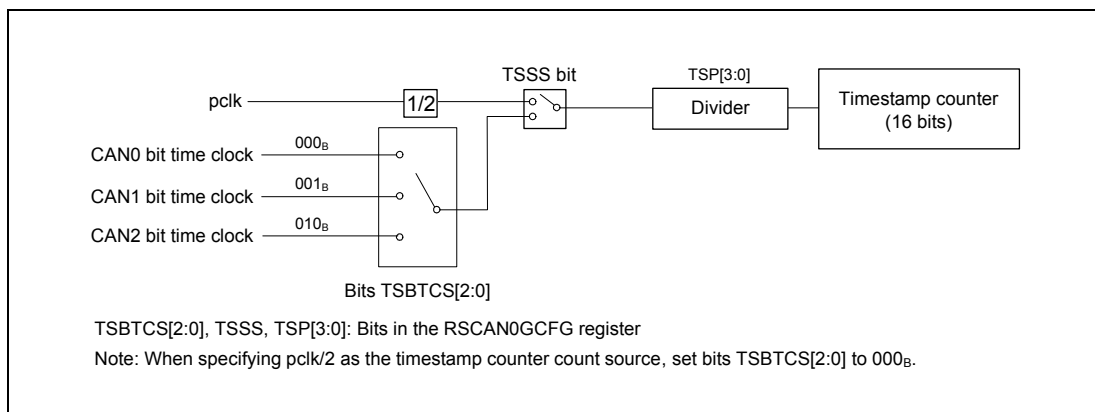 TSSS bit
TSP[3:0]
pclk
1/2
Divider
Timestamp counter
(16 bits)
CAN0 bit time clock
000B
CAN1 bit time clock
001B
CAN2 bit time clock
010B
Bits TSBTCS[2:0]
TSBTCS[2:0], TSSS, TSP[3:0]: Bits in the RSCAN0GCFG register
Note: When specifying pclk/2 as the timestamp counter count source, set bits TSBTCS[2:0] to 000B.